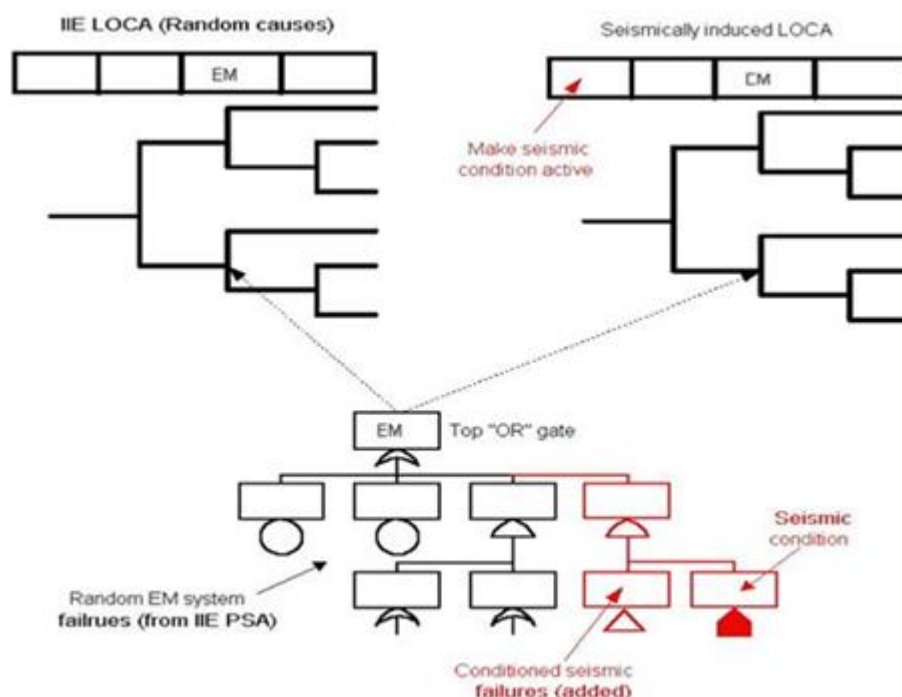 IIE LOCA (Random causes)
Seismically induced LOCA
EM
CM
Make seismic
condition active
EM
Top "OR" gate
Seismic
condition
Random EM system
failrues (from IIE PSA)
Conditioned seismic
failures (added)